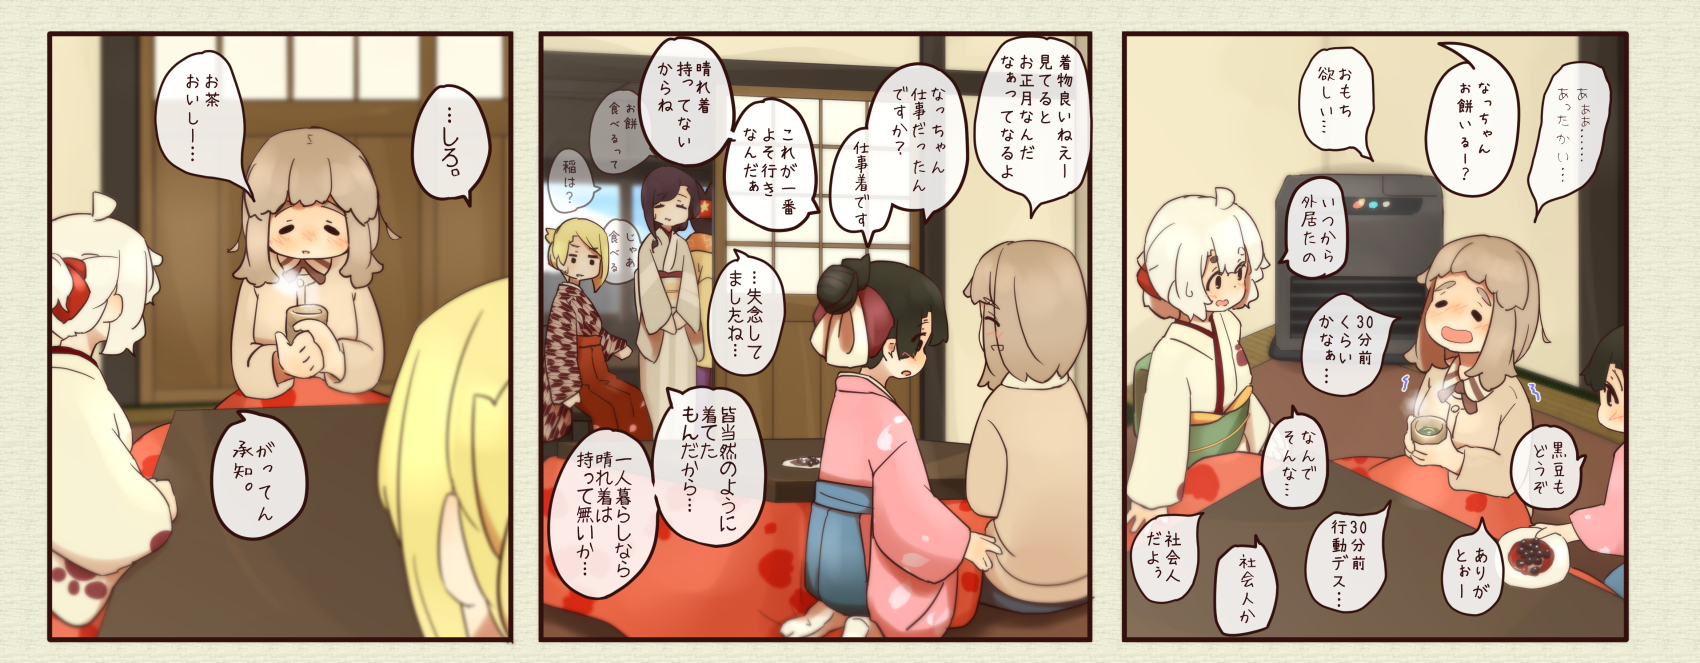 あぁぁ……
あったかい…
なっちゃん
お餅いるー？
おもち
欲しい…
いつから
外居たの
30分前
くらい
かなぁ…
黒豆も
どうぞ
ありが
とぉー
なんで
そんな…
30分前
行動デス…
社会人か
社会人
だよぅ
着物良いねえー
見てると
お正月なんだ
なぁってなるよ
なっちゃん
仕事だったん
ですか？
仕事着です
これが一番
よそ行き
なんだぁ
晴れ着
持ってない
からね
お餅
食べるって
稲は？
じゃあ
食べる
…失念して
ましたね…
皆当然のように
着てた
もんだから…
一人暮らしなら
晴れ着は
持って無いか…
…しろ。
お茶
おいしー…
がってん
承知。